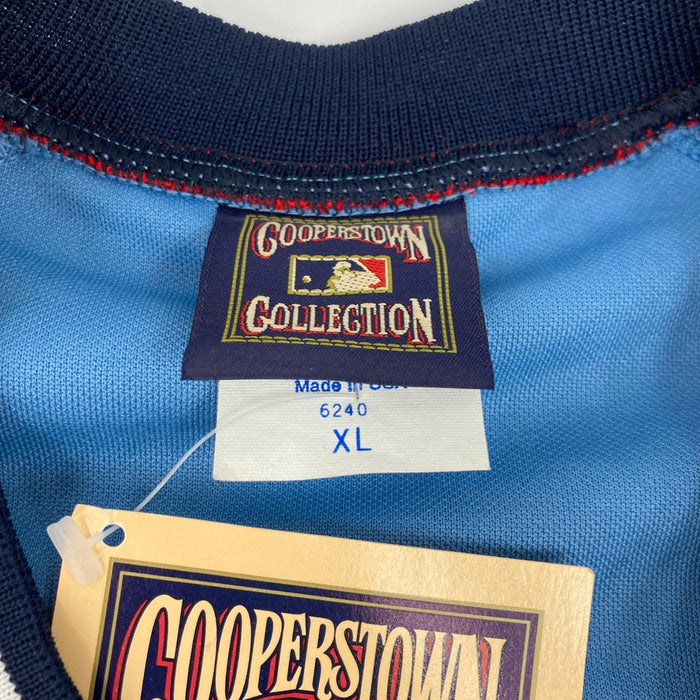 COOPERSTOWN
COLLECTION
Made in USA
6240
XL
COOPERSTOWN